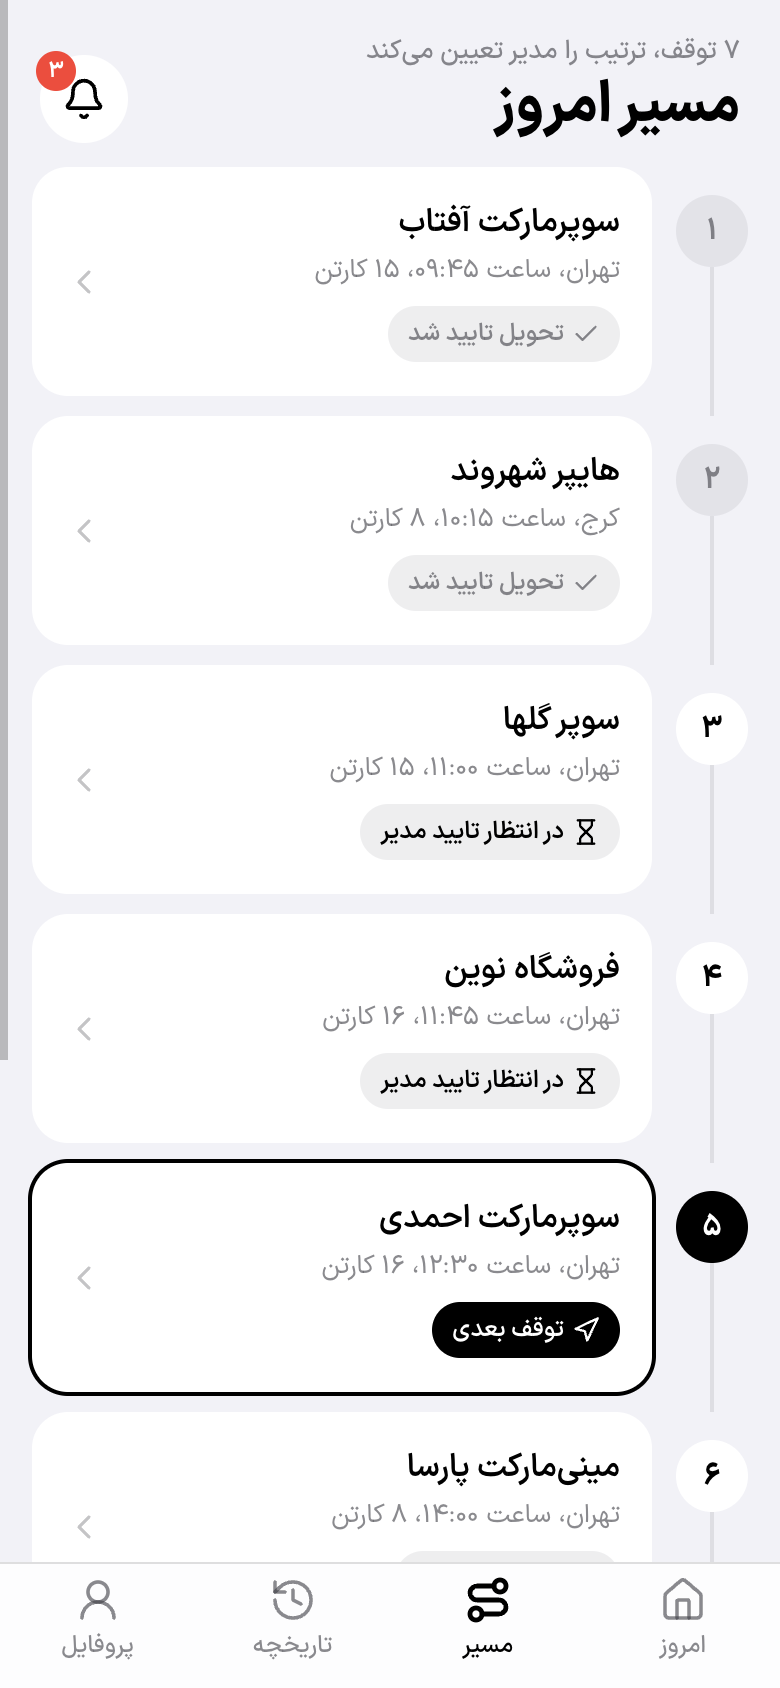 ۷ توقف، ترتیب را مدیر تعیین می‌کند
مسیر امروز
۳
۱
سوپرمارکت آفتاب
تهران، ساعت ۰۹:۴۵، ۱۵ کارتن
تحویل تایید شد
۲
هایپر شهروند
کرج، ساعت ۱۰:۱۵، ۸ کارتن
تحویل تایید شد
۳
سوپر گلها
تهران، ساعت ۱۱:۰۰، ۱۵ کارتن
در انتظار تایید مدیر
۴
فروشگاه نوین
تهران، ساعت ۱۱:۴۵، ۱۶ کارتن
در انتظار تایید مدیر
۵
سوپرمارکت احمدی
تهران، ساعت ۱۲:۳۰، ۱۶ کارتن
توقف بعدی
۶
مینی‌مارکت پارسا
تهران، ساعت ۱۴:۰۰، ۸ کارتن
امروز
مسیر
تاریخچه
پروفایل